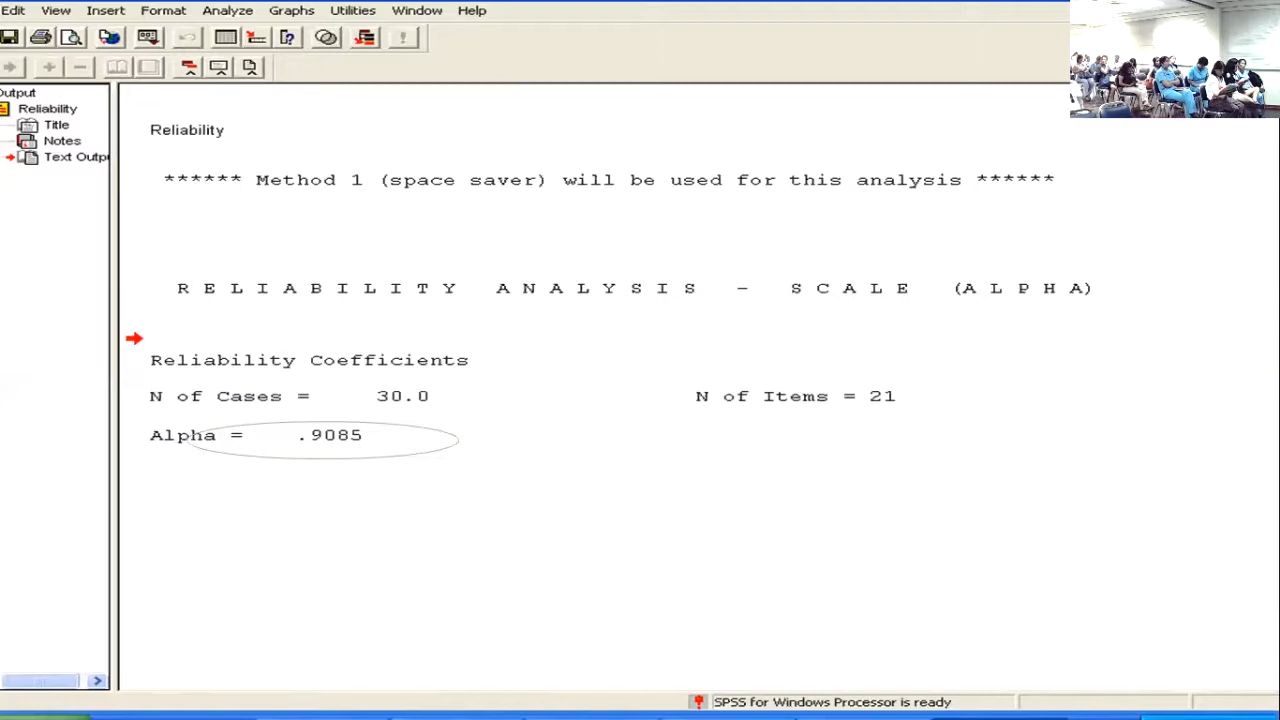 Edit View Insert Format Analyze Graphs Utilities Window Help
Output
Reliability
Title
Notes
Text Outp
Reliability
****** Method 1 (space saver) will be used for this analysis ******
R E L I A B I L I T Y   A N A L Y S I S   -   S C A L E   (A L P H A)
Reliability Coefficients
N of Cases = 30.0 N of Items = 21
Alpha = .9085
SPSS for Windows Processor is ready